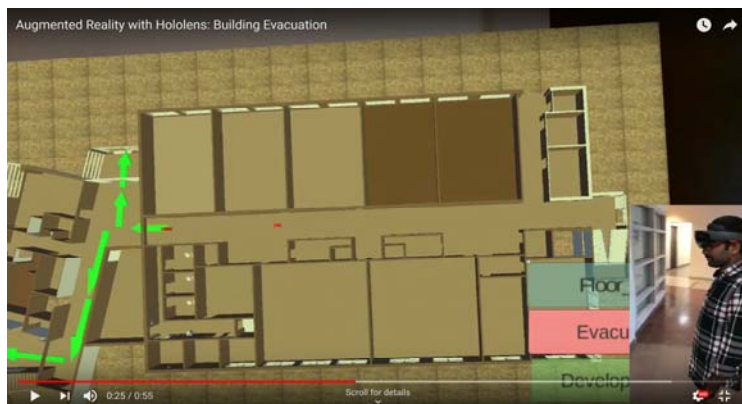 Augmented Reality with Hololens: Building Evacuation
Floor_
Evacu
Develop
0:25 / 0:55
Scroll for details